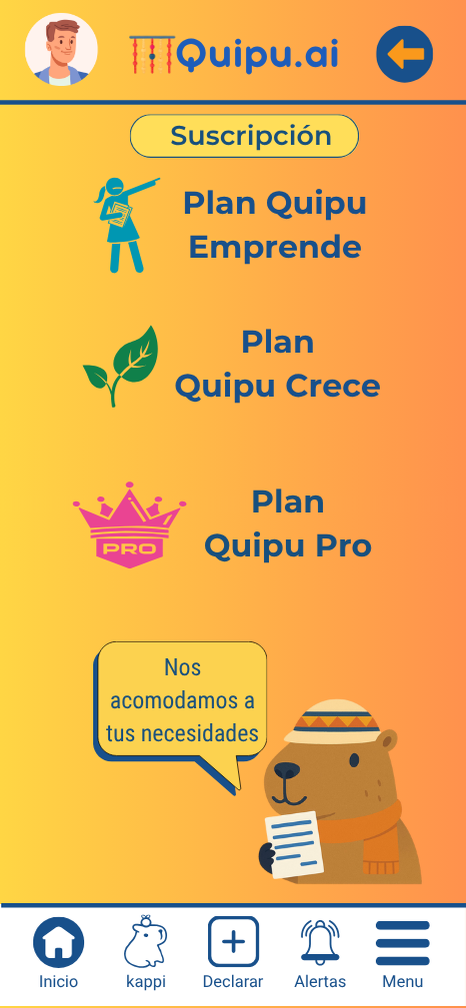 Quipu.ai
Suscripción
Plan Quipu
Emprende
Plan
Quipu Crece
PRO
Plan
Quipu Pro
Nos
acomodamos a
tus necesidades
Inicio
kappi
Declarar
Alertas
Menu